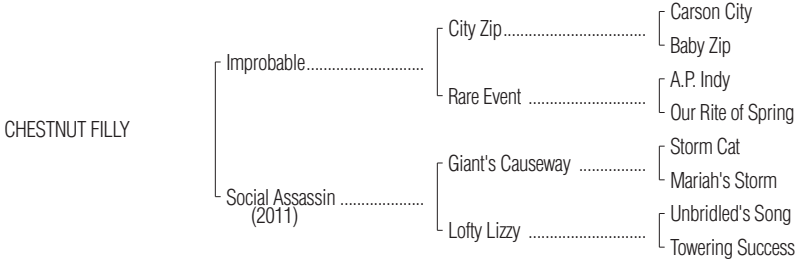 Carson City
City Zip
Baby Zip
Improbable
A.P. Indy
Rare Event
Our Rite of Spring
CHESTNUT FILLY
Storm Cat
Giant's Causeway
Mariah's Storm
Social Assassin
(2011)
Unbridled's Song
Lofty Lizzy
Towering Success